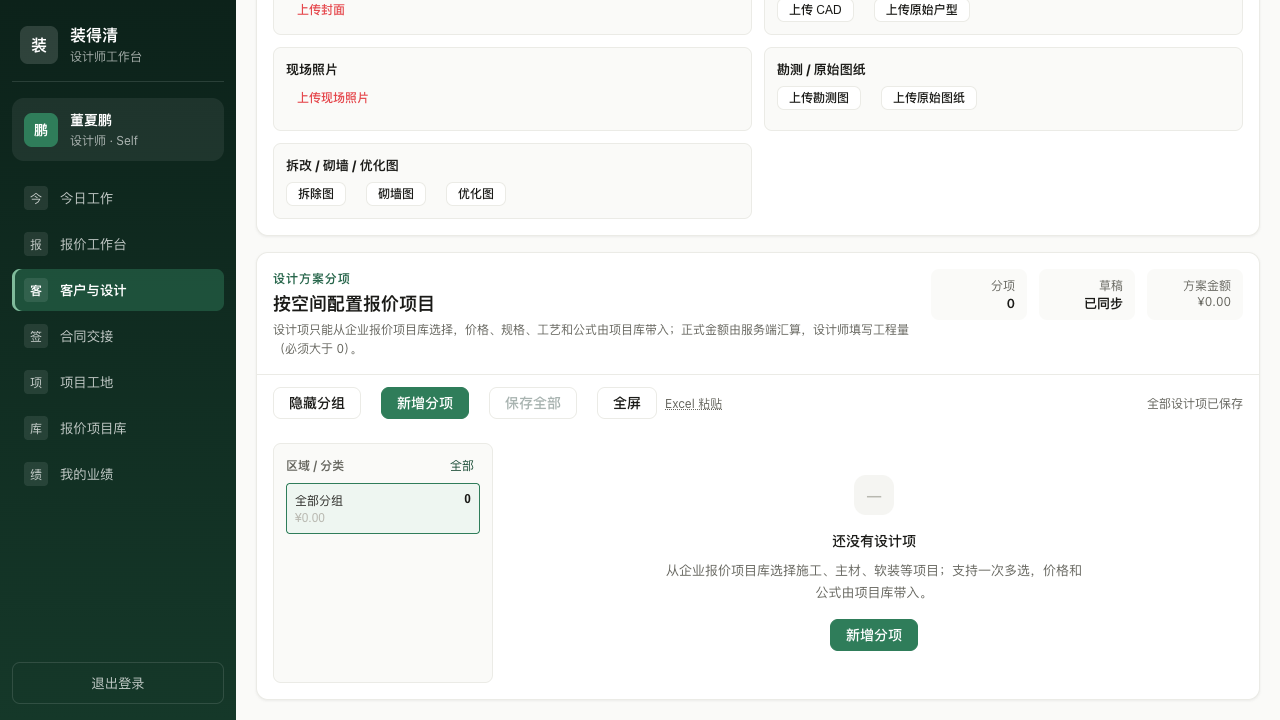 装
装得清
设计师工作台
鹏
董夏鹏
设计师 · Self
今 今日工作
报 报价工作台
客 客户与设计
签 合同交接
项 项目工地
库 报价项目库
绩 我的业绩
退出登录
上传封面
上传 CAD 上传原始户型
现场照片
上传现场照片
勘测 / 原始图纸
上传勘测图 上传原始图纸
拆改 / 砌墙 / 优化图
拆除图 砌墙图 优化图
设计方案分项
按空间配置报价项目
设计项只能从企业报价项目库选择，价格、规格、工艺和公式由项目库带入；正式金额由服务端汇算，设计师填写工程量
（必须大于 0）。
分项
0
草稿
已同步
方案金额
¥0.00
隐藏分组 新增分项 保存全部 全屏 Excel 粘贴 全部设计项已保存
区域 / 分类 全部
全部分组 0
¥0.00
—
还没有设计项
从企业报价项目库选择施工、主材、软装等项目；支持一次多选，价格和
公式由项目库带入。
新增分项